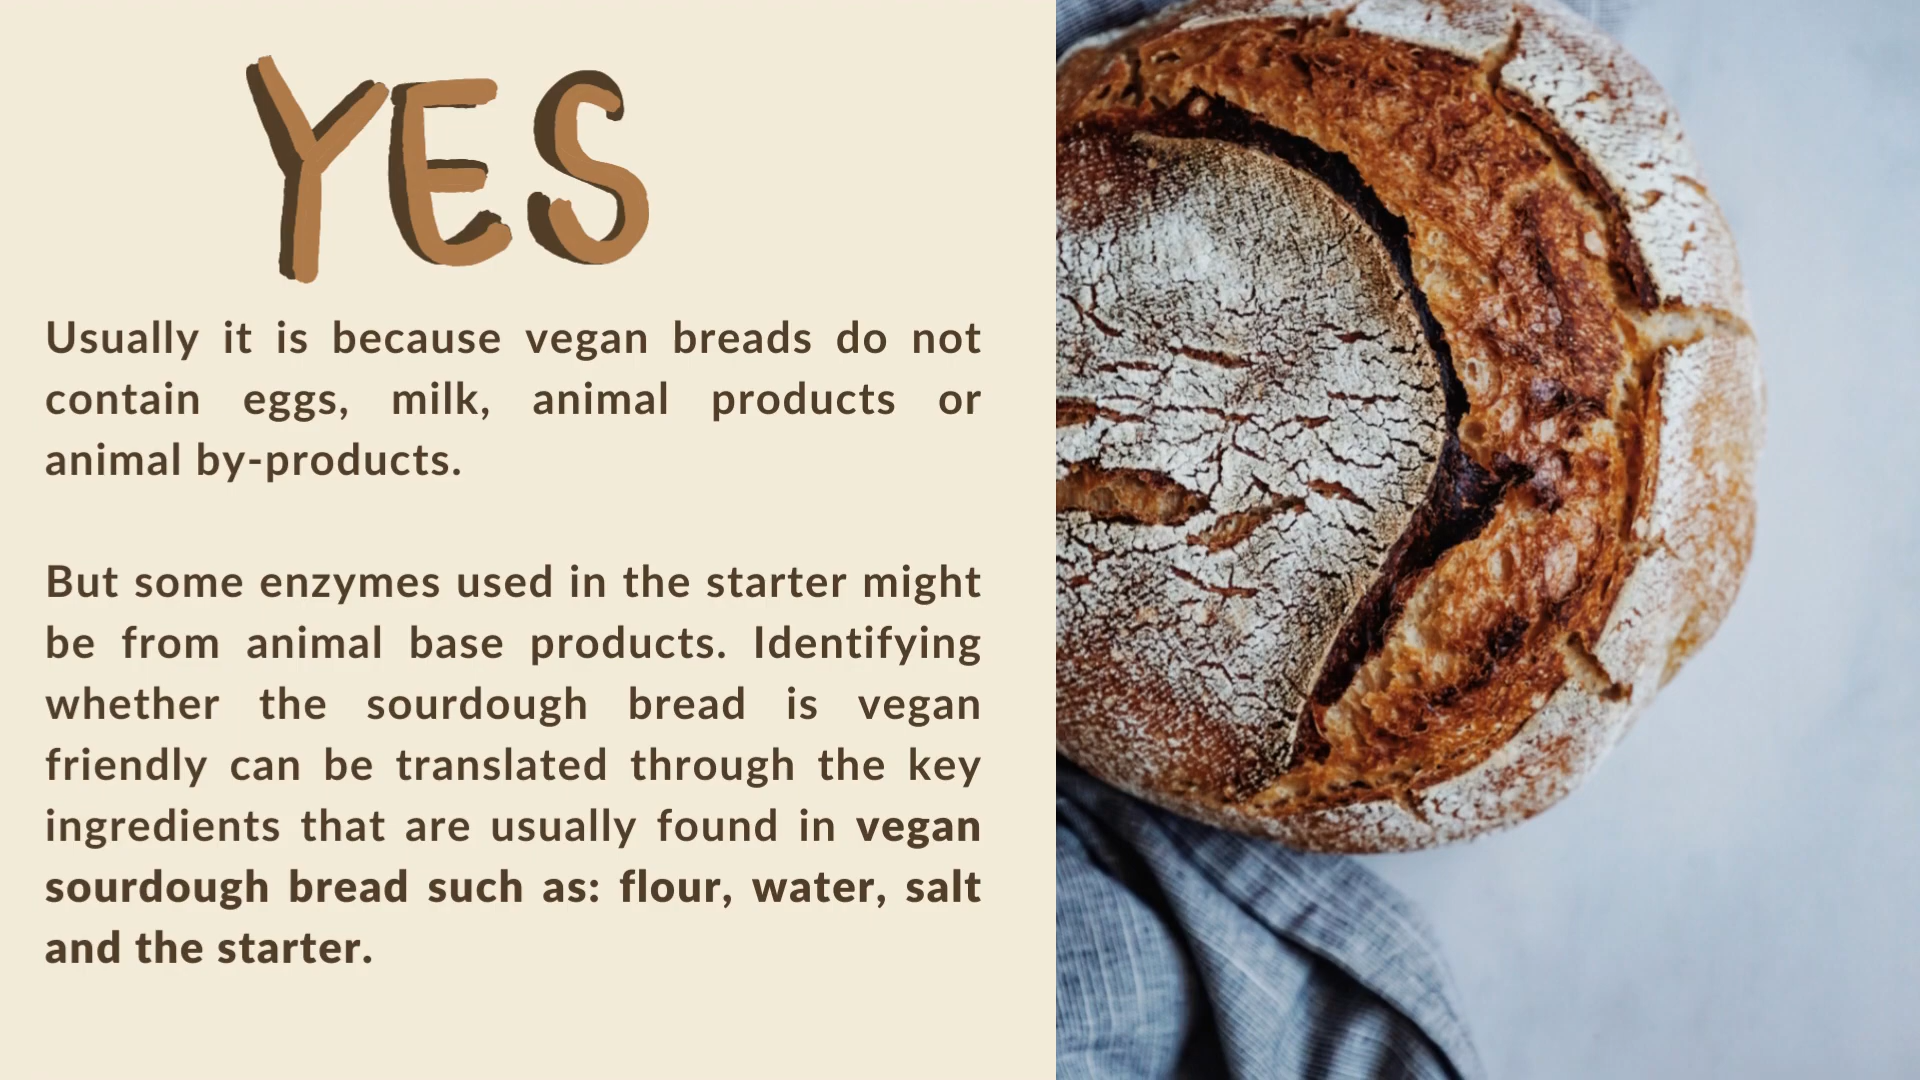 YES
Usually it is because vegan breads do not
contain eggs, milk, animal products or
animal by-products.
But some enzymes used in the starter might
be from animal base products. Identifying
whether the sourdough bread is vegan
friendly can be translated through the key
ingredients that are usually found in vegan
sourdough bread such as: flour, water, salt
and the starter.